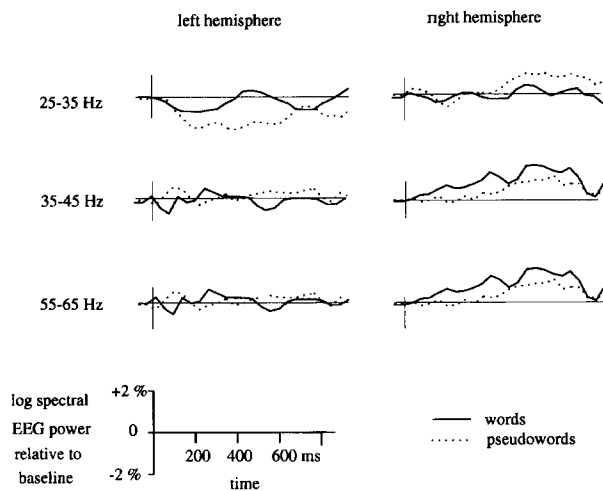 left hemisphere
right hemisphere
25-35 Hz
35-45 Hz
55-65 Hz
log spectral
EEG power
relative to
baseline
+2 %
0
-2 %
200 400 600 ms
time
words
pseudowords